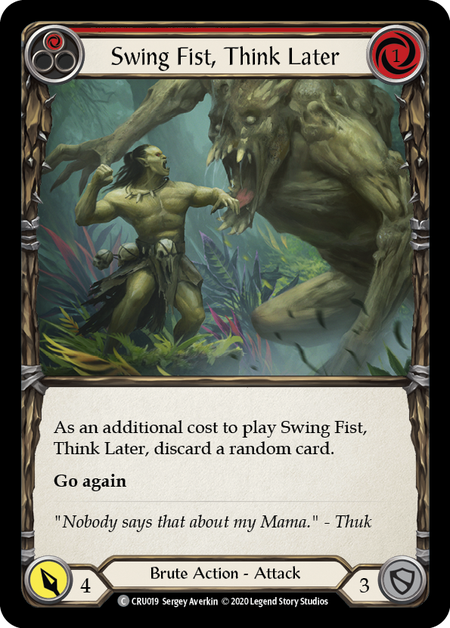 Swing Fist, Think Later
1
As an additional cost to play Swing Fist,
Think Later, discard a random card.
Go again
"Nobody says that about my Mama." - Thuk
4
Brute Action - Attack
3
C CRU019 Sergey Averkin © 2020 Legend Story Studios